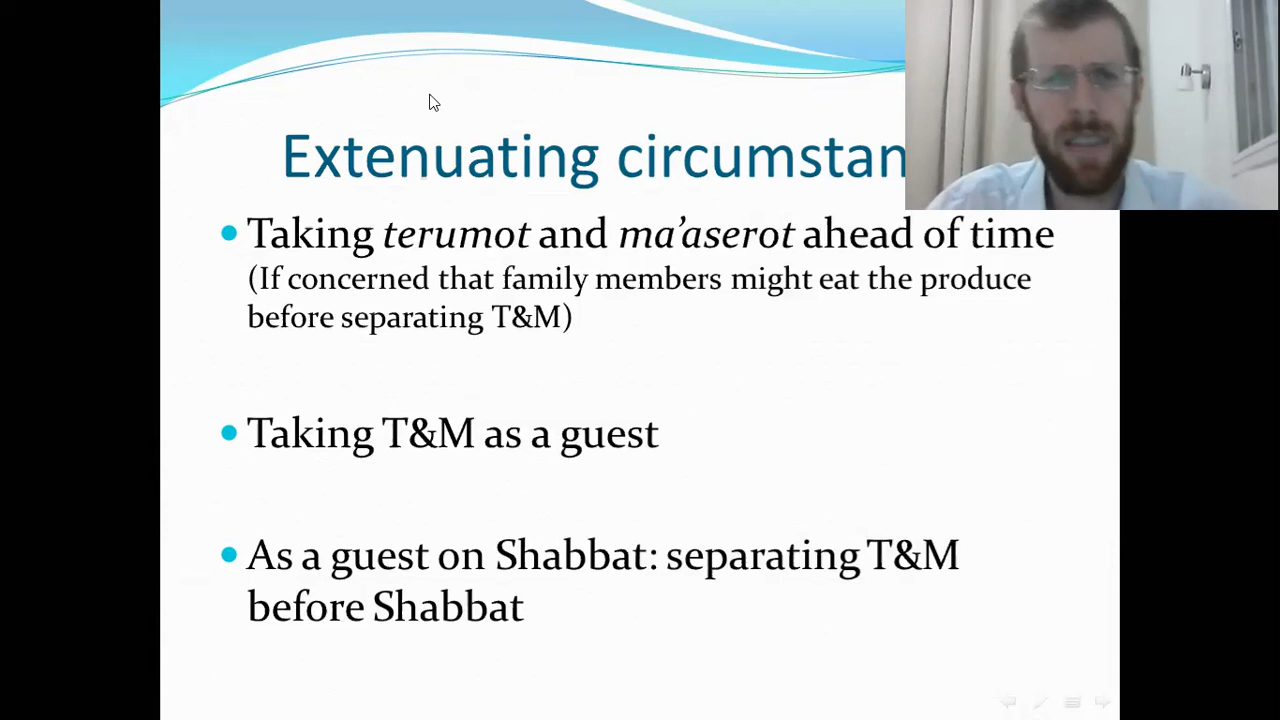 Extenuating circumstan
• Taking terumot and ma’aserot ahead of time
(If concerned that family members might eat the produce
before separating T&M)
• Taking T&M as a guest
• As a guest on Shabbat: separating T&M
before Shabbat